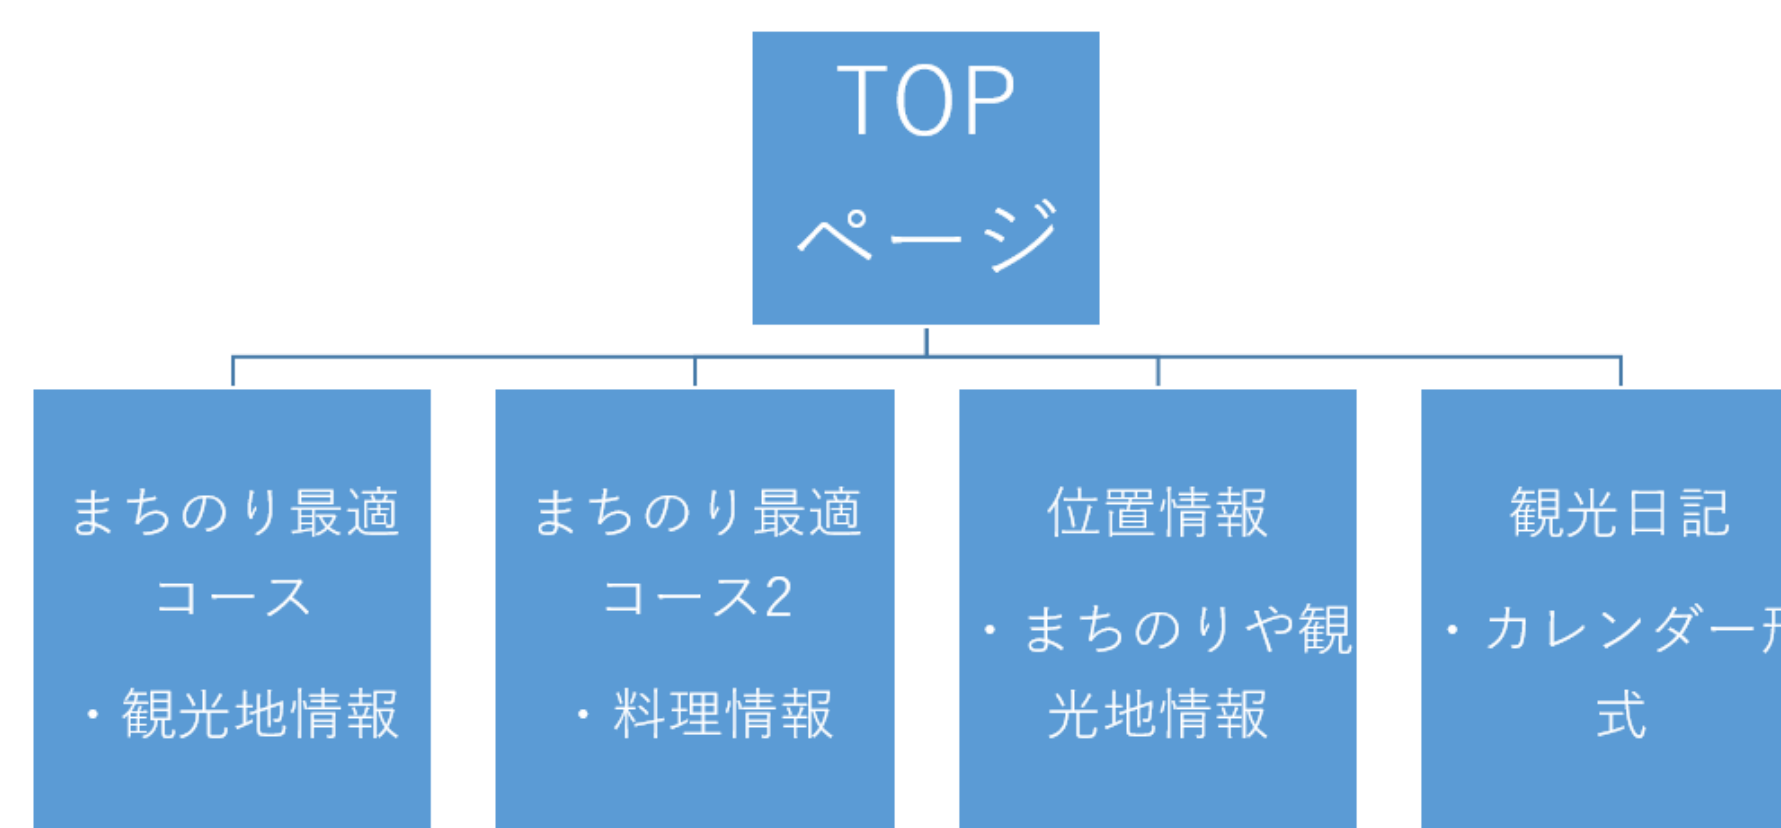 TOP
ページ
まちのり最適
コース
・観光地情報
まちのり最適
コース2
・料理情報
位置情報
・まちのりや観
光地情報
観光日記
・カレンダー形
式